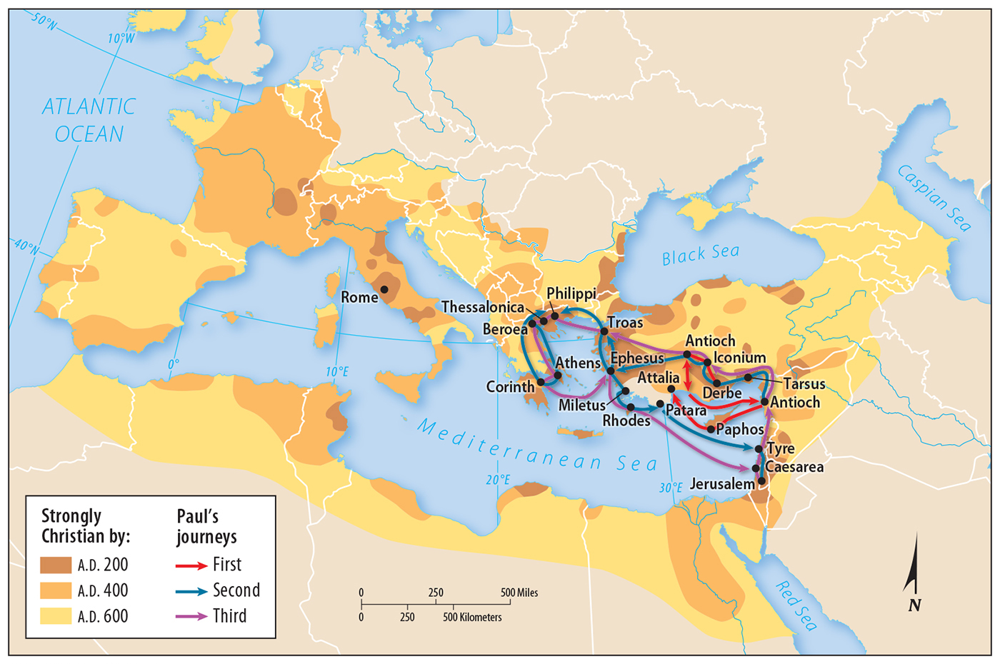 50°N
10°W
ATLANTIC
OCEAN
Caspian Sea
40°N
Black Sea
Rome
Philippi
Thessalonica
Beroea
Troas
Antioch
Iconium
Athens
Ephesus
Attalia
Corinth
Derbe
Tarsus
0°
10°E
Miletus
Patara
Antioch
Rhodes
Paphos
Mediterranean Sea
Tyre
Caesarea
20°E
30°E
Jerusalem
Strongly
Christian by:
A.D. 200
A.D. 400
A.D. 600
Paul's
journeys
First
Second
Third
0 250 500 Miles
0 250 500 Kilometers
Red Sea
N